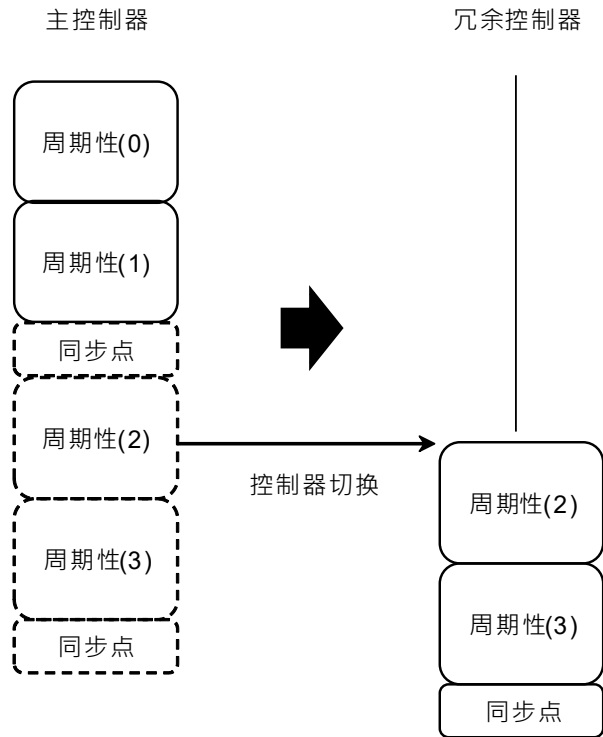 主控制器
冗余控制器
周期性(0)
周期性(1)
同步点
周期性(2)
控制器切换
周期性(2)
周期性(3)
周期性(3)
同步点
同步点